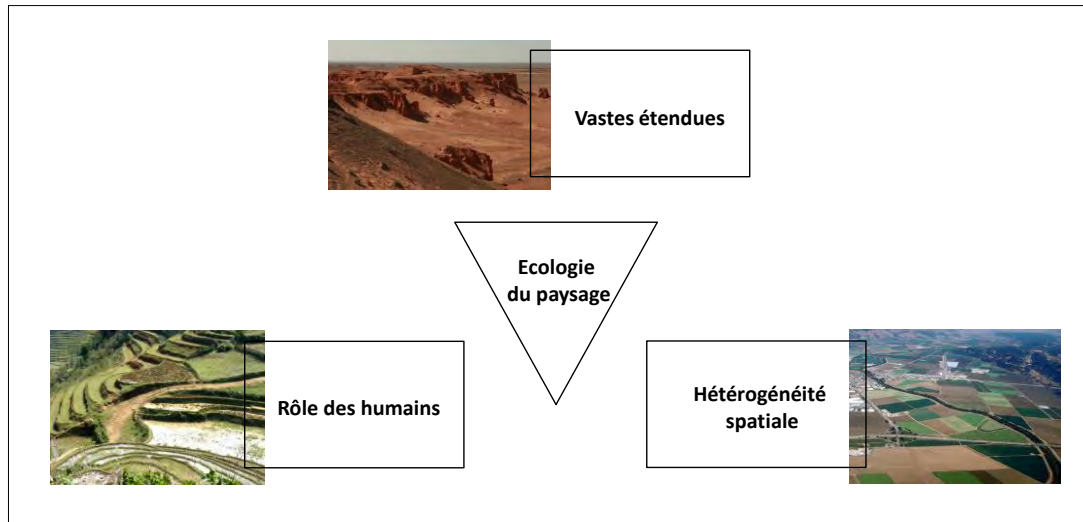 Vastes étendues
Ecologie
du paysage
Rôle des humains
Hétérogénéité
spatiale